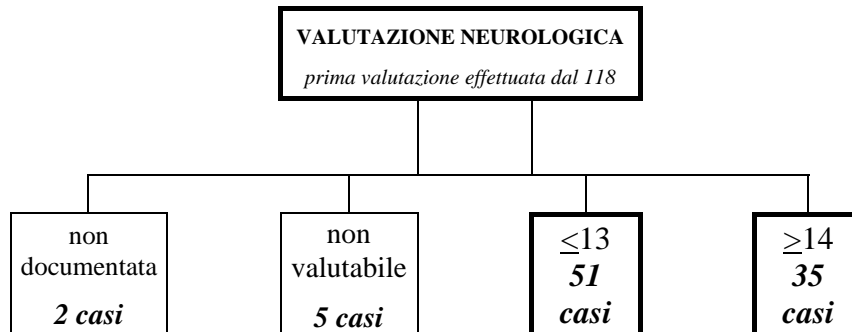 VALUTAZIONE NEUROLOGICA
prima valutazione effettuata dal 118
non
documentata
2 casi
non
valutabile
5 casi
<13
51
casi
>14
35
casi